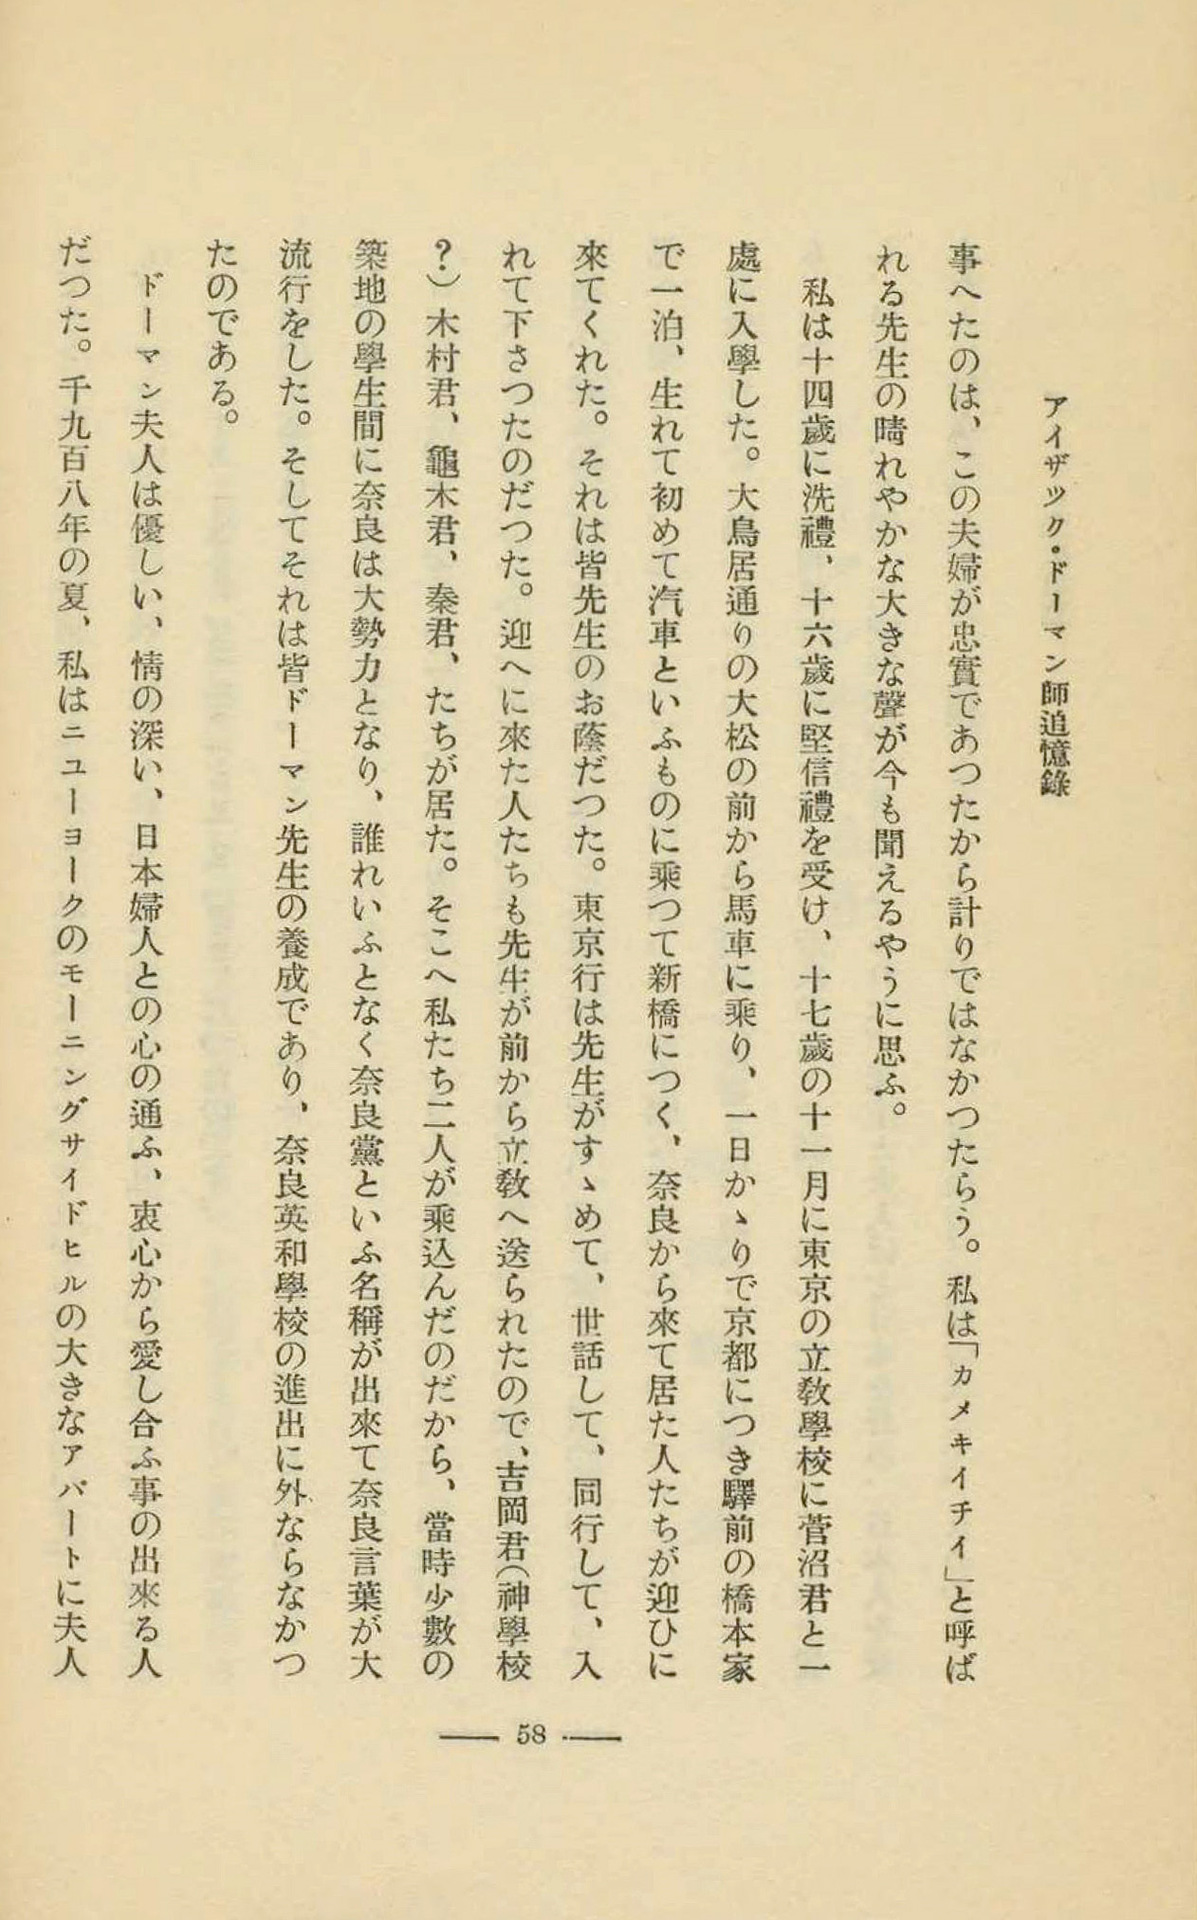 アイザック・ドーマン師追憶錄
事へたのは、この夫婦が忠實であつたから計りではなかつたらう。私は「カメキイチイ」と呼ば
れる先生の晴れやかな大きな聲が今も聞えるやうに思ふ。
私は十四歲に洗禮、十六歲に堅信禮を受け、十七歲の十一月に東京の立敎學校に菅沼君と一
處に入學した。大鳥居通りの大松の前から馬車に乘り、一日かゝりで京都につき驛前の橋本家
で一泊、生れて初めて汽車といふものに乘つて新橋につく、奈良から來て居た人たちが迎ひに
來てくれた。それは皆先生のお蔭だつた。東京行は先生がすゝめて、世話して、同行して、入
れて下さつたのだつた。迎へに來た人たちも先生が前から立敎へ送られたので、吉岡君（神學校
？）木村君、龜木君、秦君、たちが居た。そこへ私たち二人が乘込んだのだから、當時少數の
築地の學生間に奈良は大勢力となり、誰れいふとなく奈良黨といふ名稱が出來て奈良言葉が大
流行をした。そしてそれは皆ドーマン先生の養成であり、奈良英和學校の進出に外ならなかつ
たのである。
ドーマン夫人は優しい、情の深い、日本婦人との心の通ふ、衷心から愛し合ふ事の出來る人
だつた。千九百八年の夏、私はニューヨークのモーニングサイドヒルの大きなアパートに夫人
58